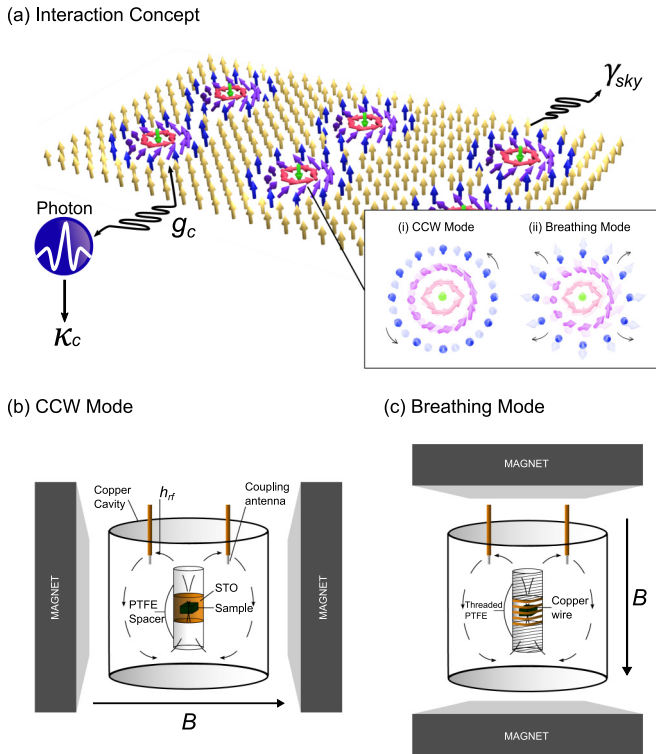 (a) Interaction Concept
γsky
Photon
gc
κc
(i) CCW Mode
(ii) Breathing Mode
(b) CCW Mode
(c) Breathing Mode
MAGNET
Copper
Cavity
hrf
Coupling
antenna
PTFE
Spacer
STO
Sample
MAGNET
B
MAGNET
Threaded
PTFE
Copper
wire
B
MAGNET